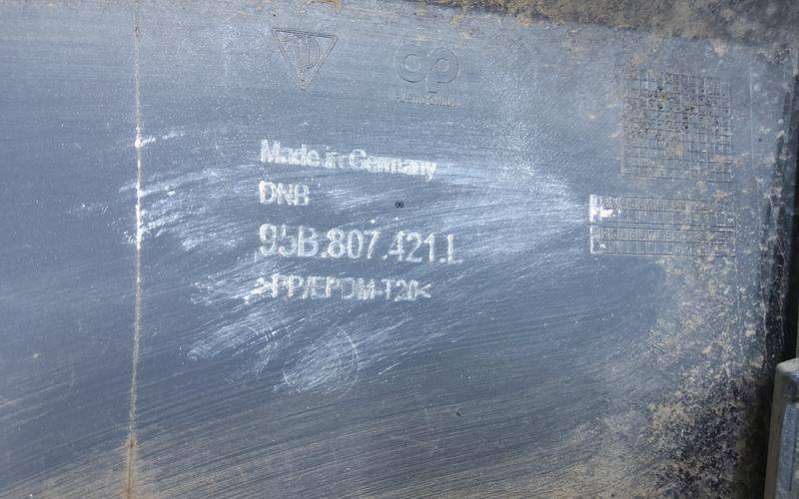 Made in Germany
DNB
95B.807.421.L
>PP/EPDM-T20<